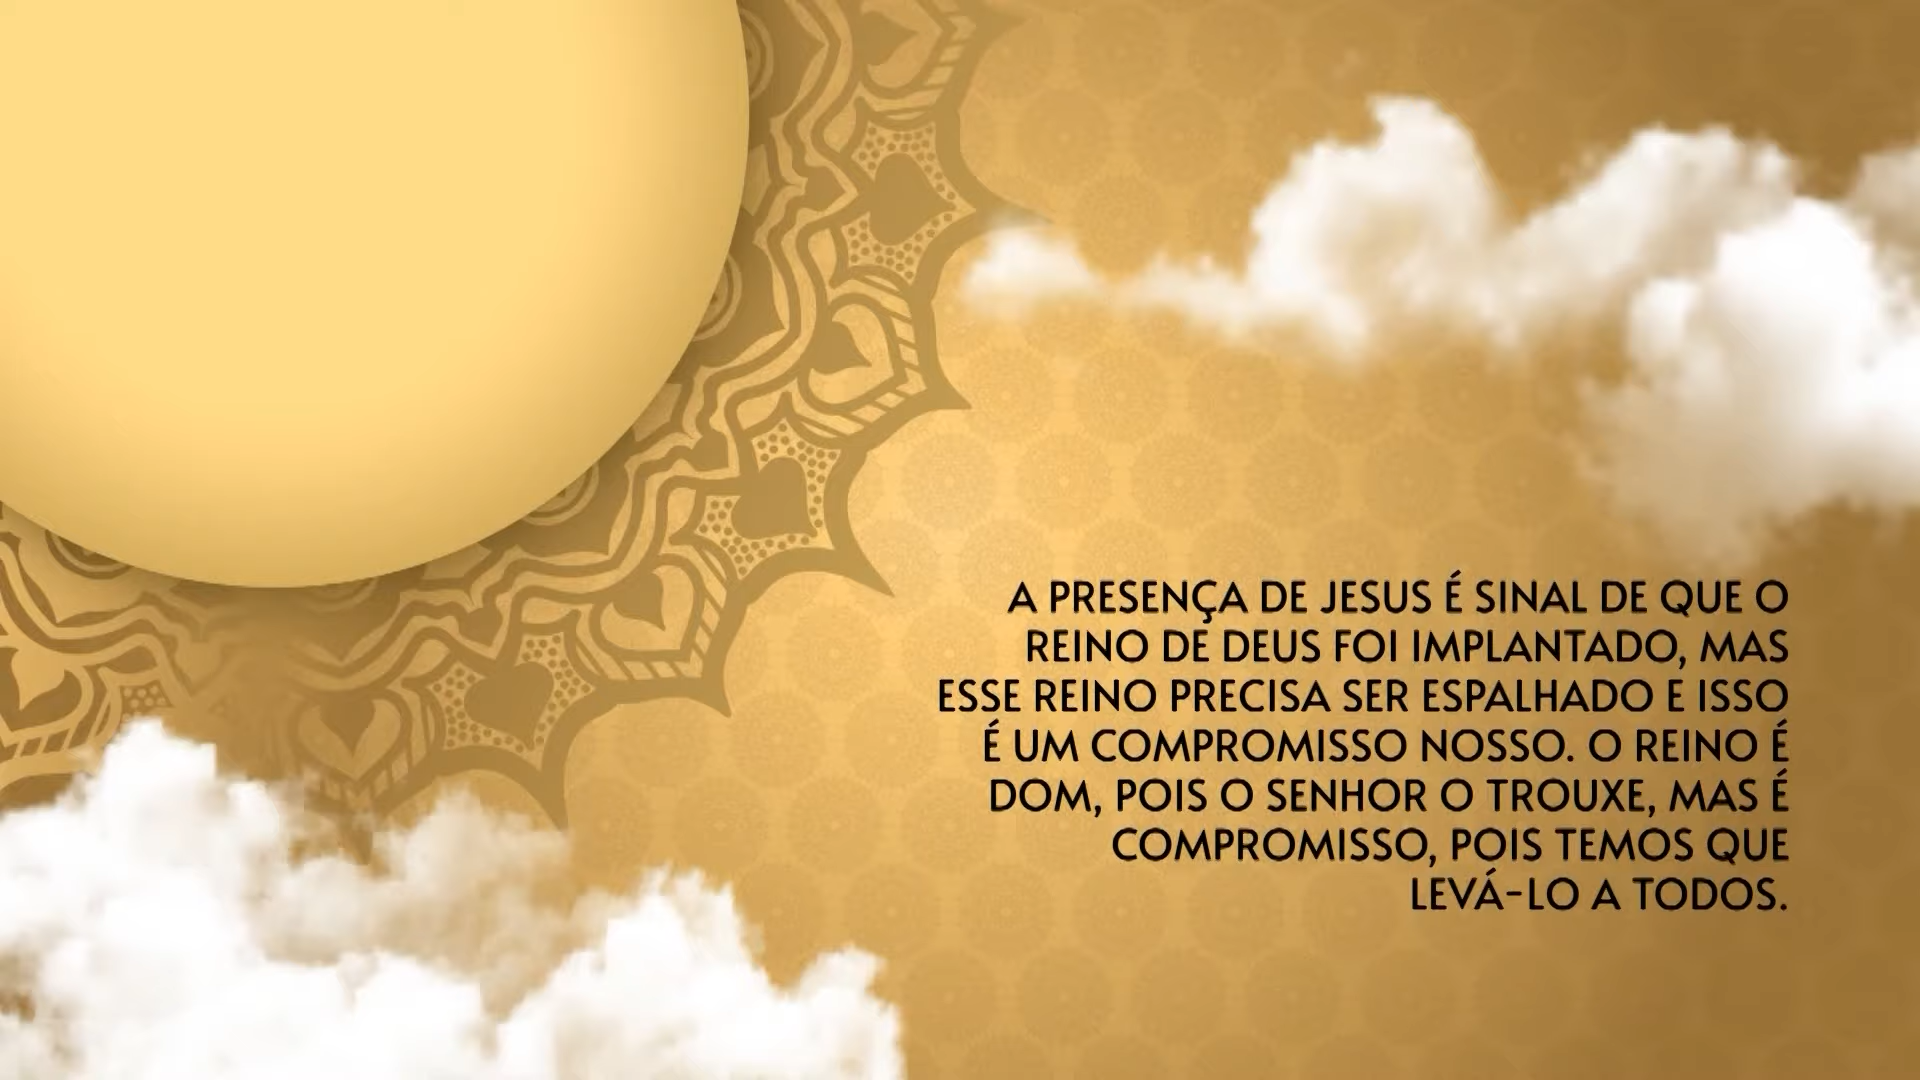 A PRESENÇA DE JESUS É SINAL DE QUE O
REINO DE DEUS FOI IMPLANTADO, MAS
ESSE REINO PRECISA SER ESPALHADO E ISSO
É UM COMPROMISSO NOSSO. O REINO É
DOM, POIS O SENHOR O TROUXE, MAS É
COMPROMISSO, POIS TEMOS QUE
LEVÁ-LO A TODOS.